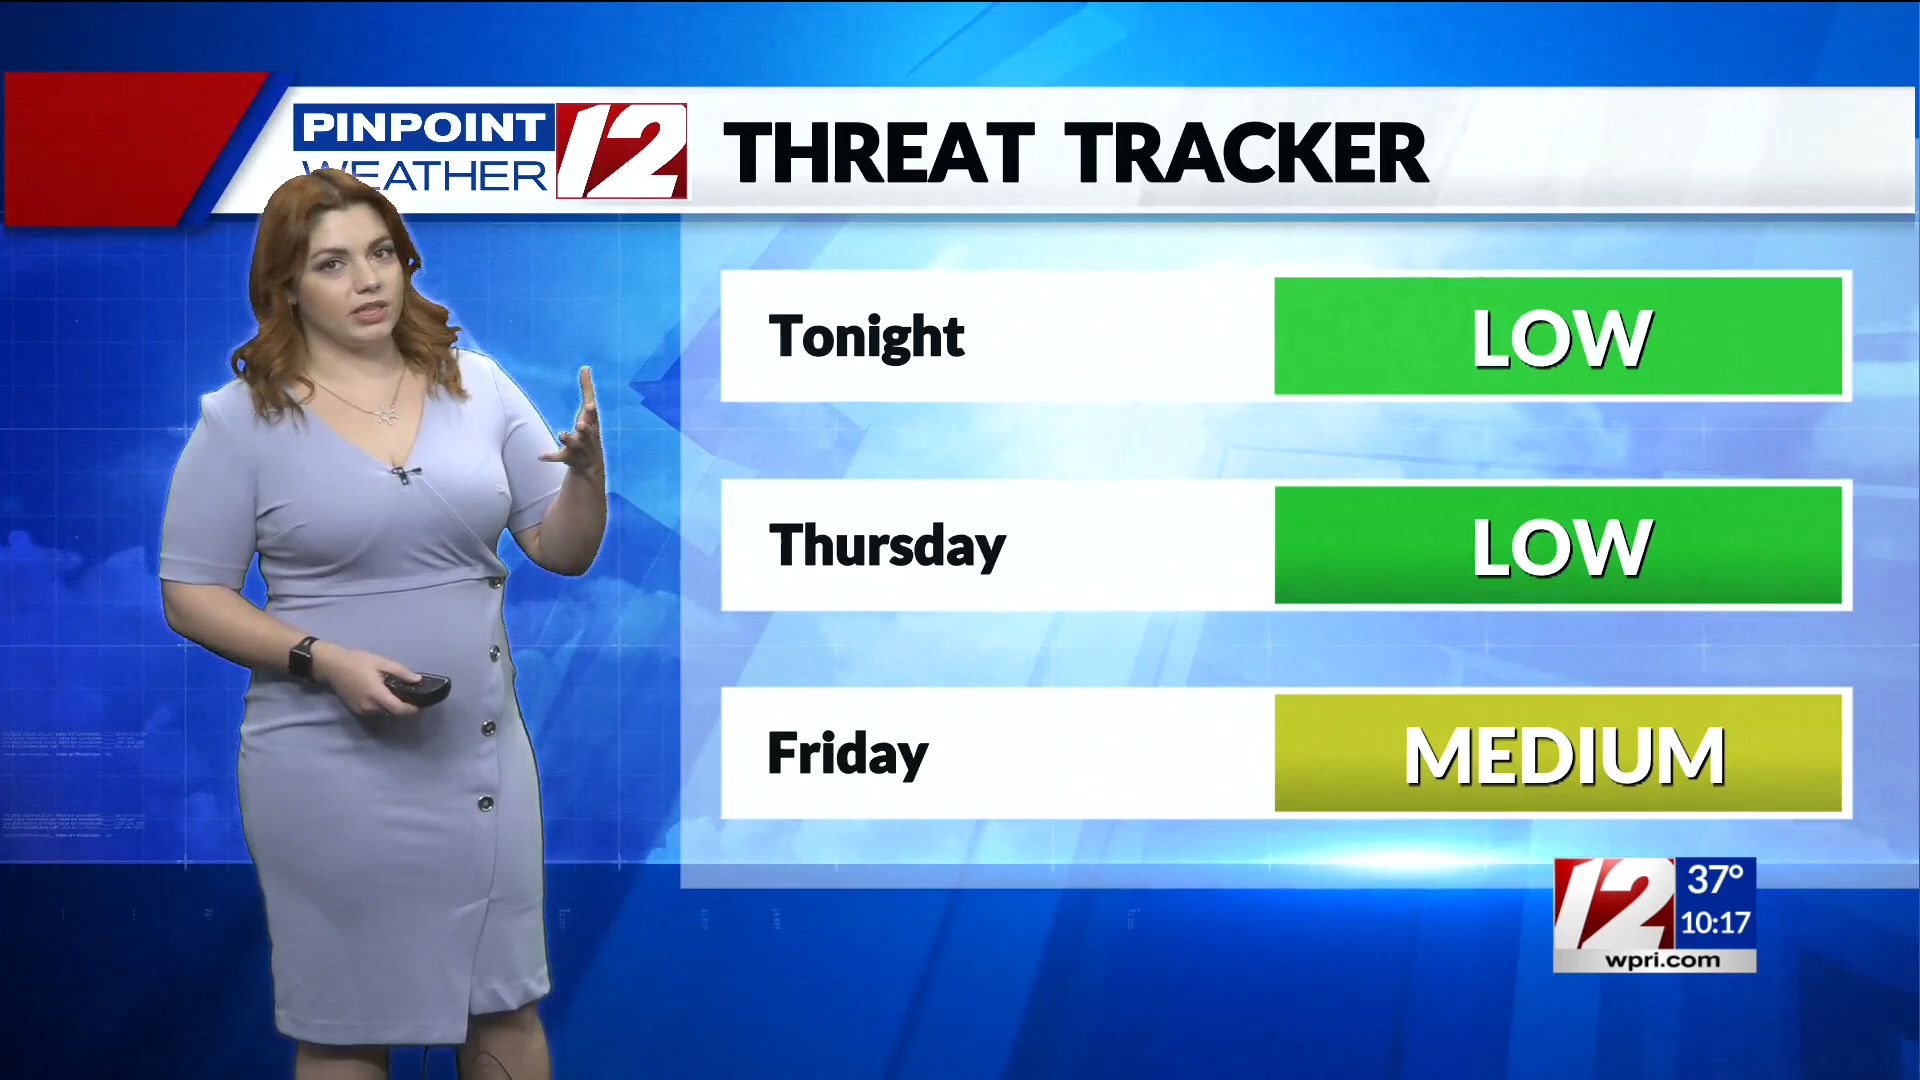 PINPOINT
WEATHER
12
THREAT TRACKER
Tonight
LOW
Thursday
LOW
Friday
MEDIUM
12
37°
10:17
wpri.com